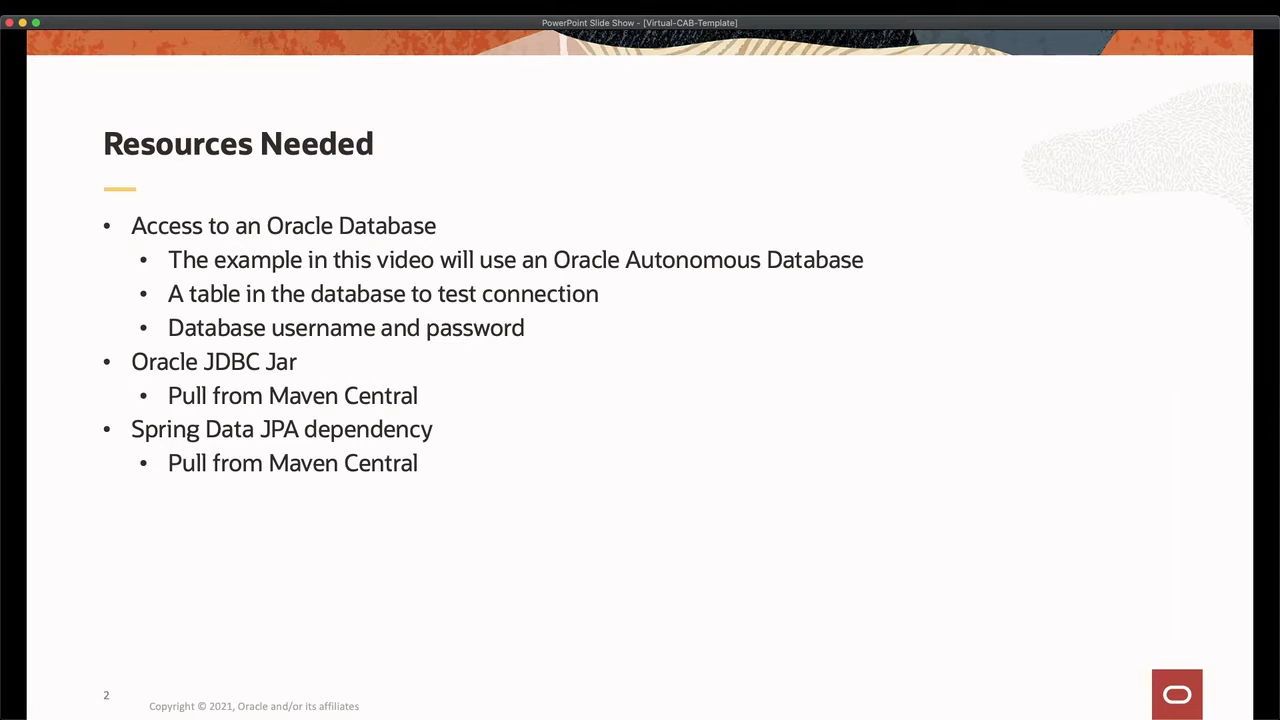 PowerPoint Slide Show - [Virtual-CAB-Template]
Resources Needed
• Access to an Oracle Database
• The example in this video will use an Oracle Autonomous Database
• A table in the database to test connection
• Database username and password
• Oracle JDBC Jar
• Pull from Maven Central
• Spring Data JPA dependency
• Pull from Maven Central
2
Copyright © 2021, Oracle and/or its affiliates